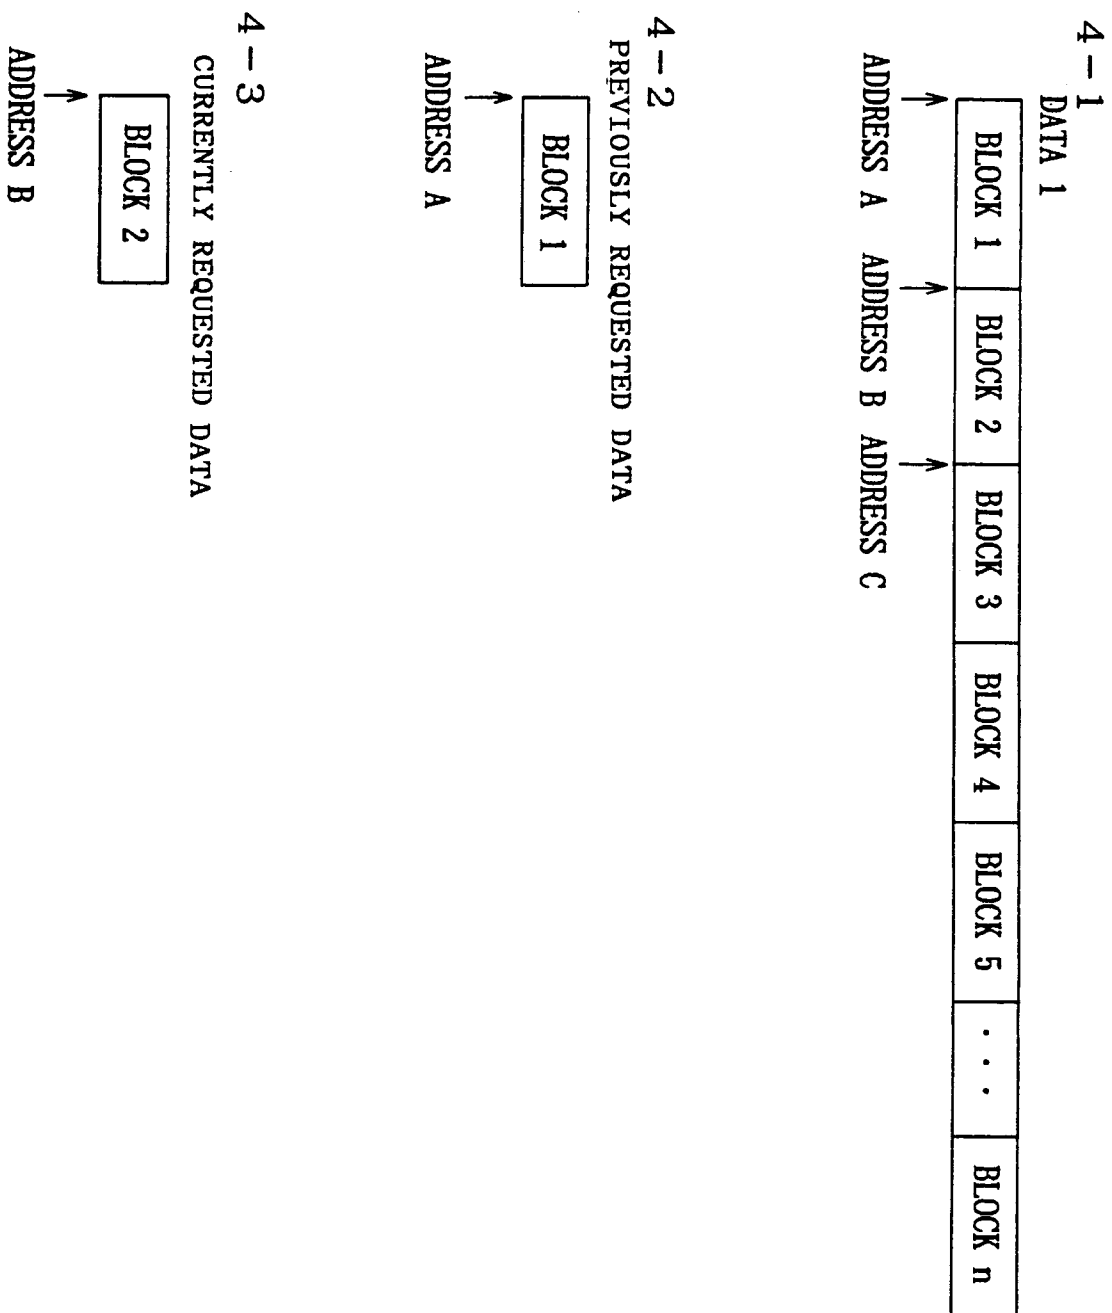 4-1
DATA 1
BLOCK 1 BLOCK 2 BLOCK 3 BLOCK 4 BLOCK 5 ... BLOCK n
ADDRESS A ADDRESS B ADDRESS C
4-2
PREVIOUSLY REQUESTED DATA
BLOCK 1
ADDRESS A
4-3
CURRENTLY REQUESTED DATA
BLOCK 2
ADDRESS B